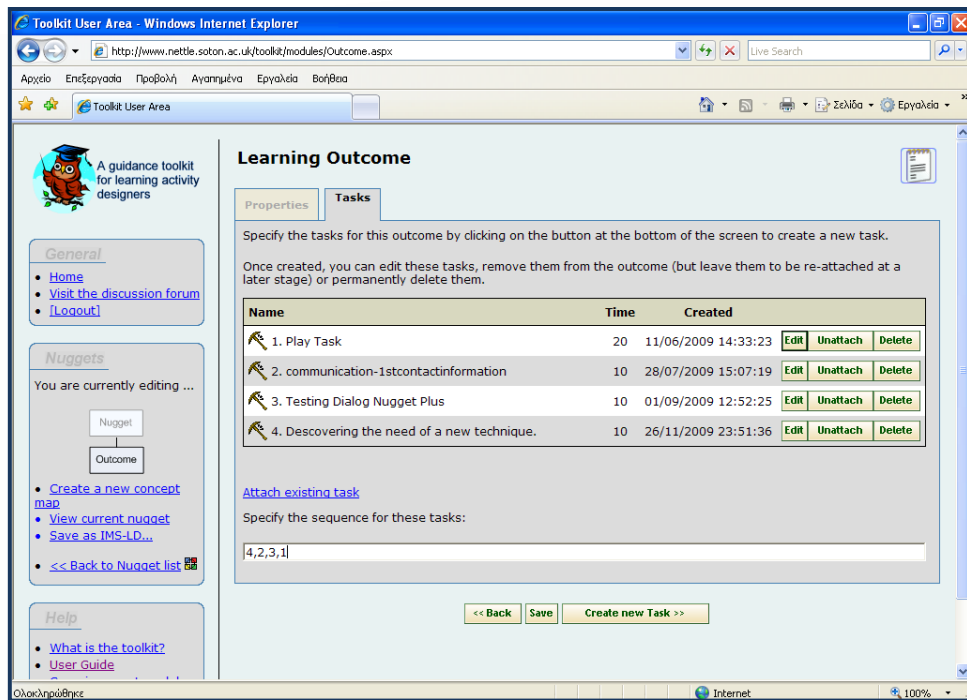 Toolkit User Area - Windows Internet Explorer
http://www.nettle.soton.ac.uk/toolkit/modules/Outcome.aspx
Live Search
Αρχείο Επεξεργασία Προβολή Αγαπημένα Εργαλεία Βοήθεια
Toolkit User Area
Σελίδα Εργαλεία
A guidance toolkit
for learning activity
designers
General
Home
Visit the discussion forum
[Logout]
Nuggets
You are currently editing ...
Nugget
Outcome
Create a new concept
map
View current nugget
Save as IMS-LD...
<< Back to Nugget list
Help
What is the toolkit?
User Guide
Learning Outcome
Properties Tasks
Specify the tasks for this outcome by clicking on the button at the bottom of the screen to create a new task.
Once created, you can edit these tasks, remove them from the outcome (but leave them to be re-attached at a
later stage) or permanently delete them.
Name Time Created
1. Play Task 20 11/06/2009 14:33:23 Edit Unattach Delete
2. communication-1stcontactinformation 10 28/07/2009 15:07:19 Edit Unattach Delete
3. Testing Dialog Nugget Plus 10 01/09/2009 12:52:25 Edit Unattach Delete
4. Descovering the need of a new technique. 10 26/11/2009 23:51:36 Edit Unattach Delete
Attach existing task
Specify the sequence for these tasks:
4,2,3,1
<< Back Save Create new Task >>
Ολοκληρώθηκε Internet 100%